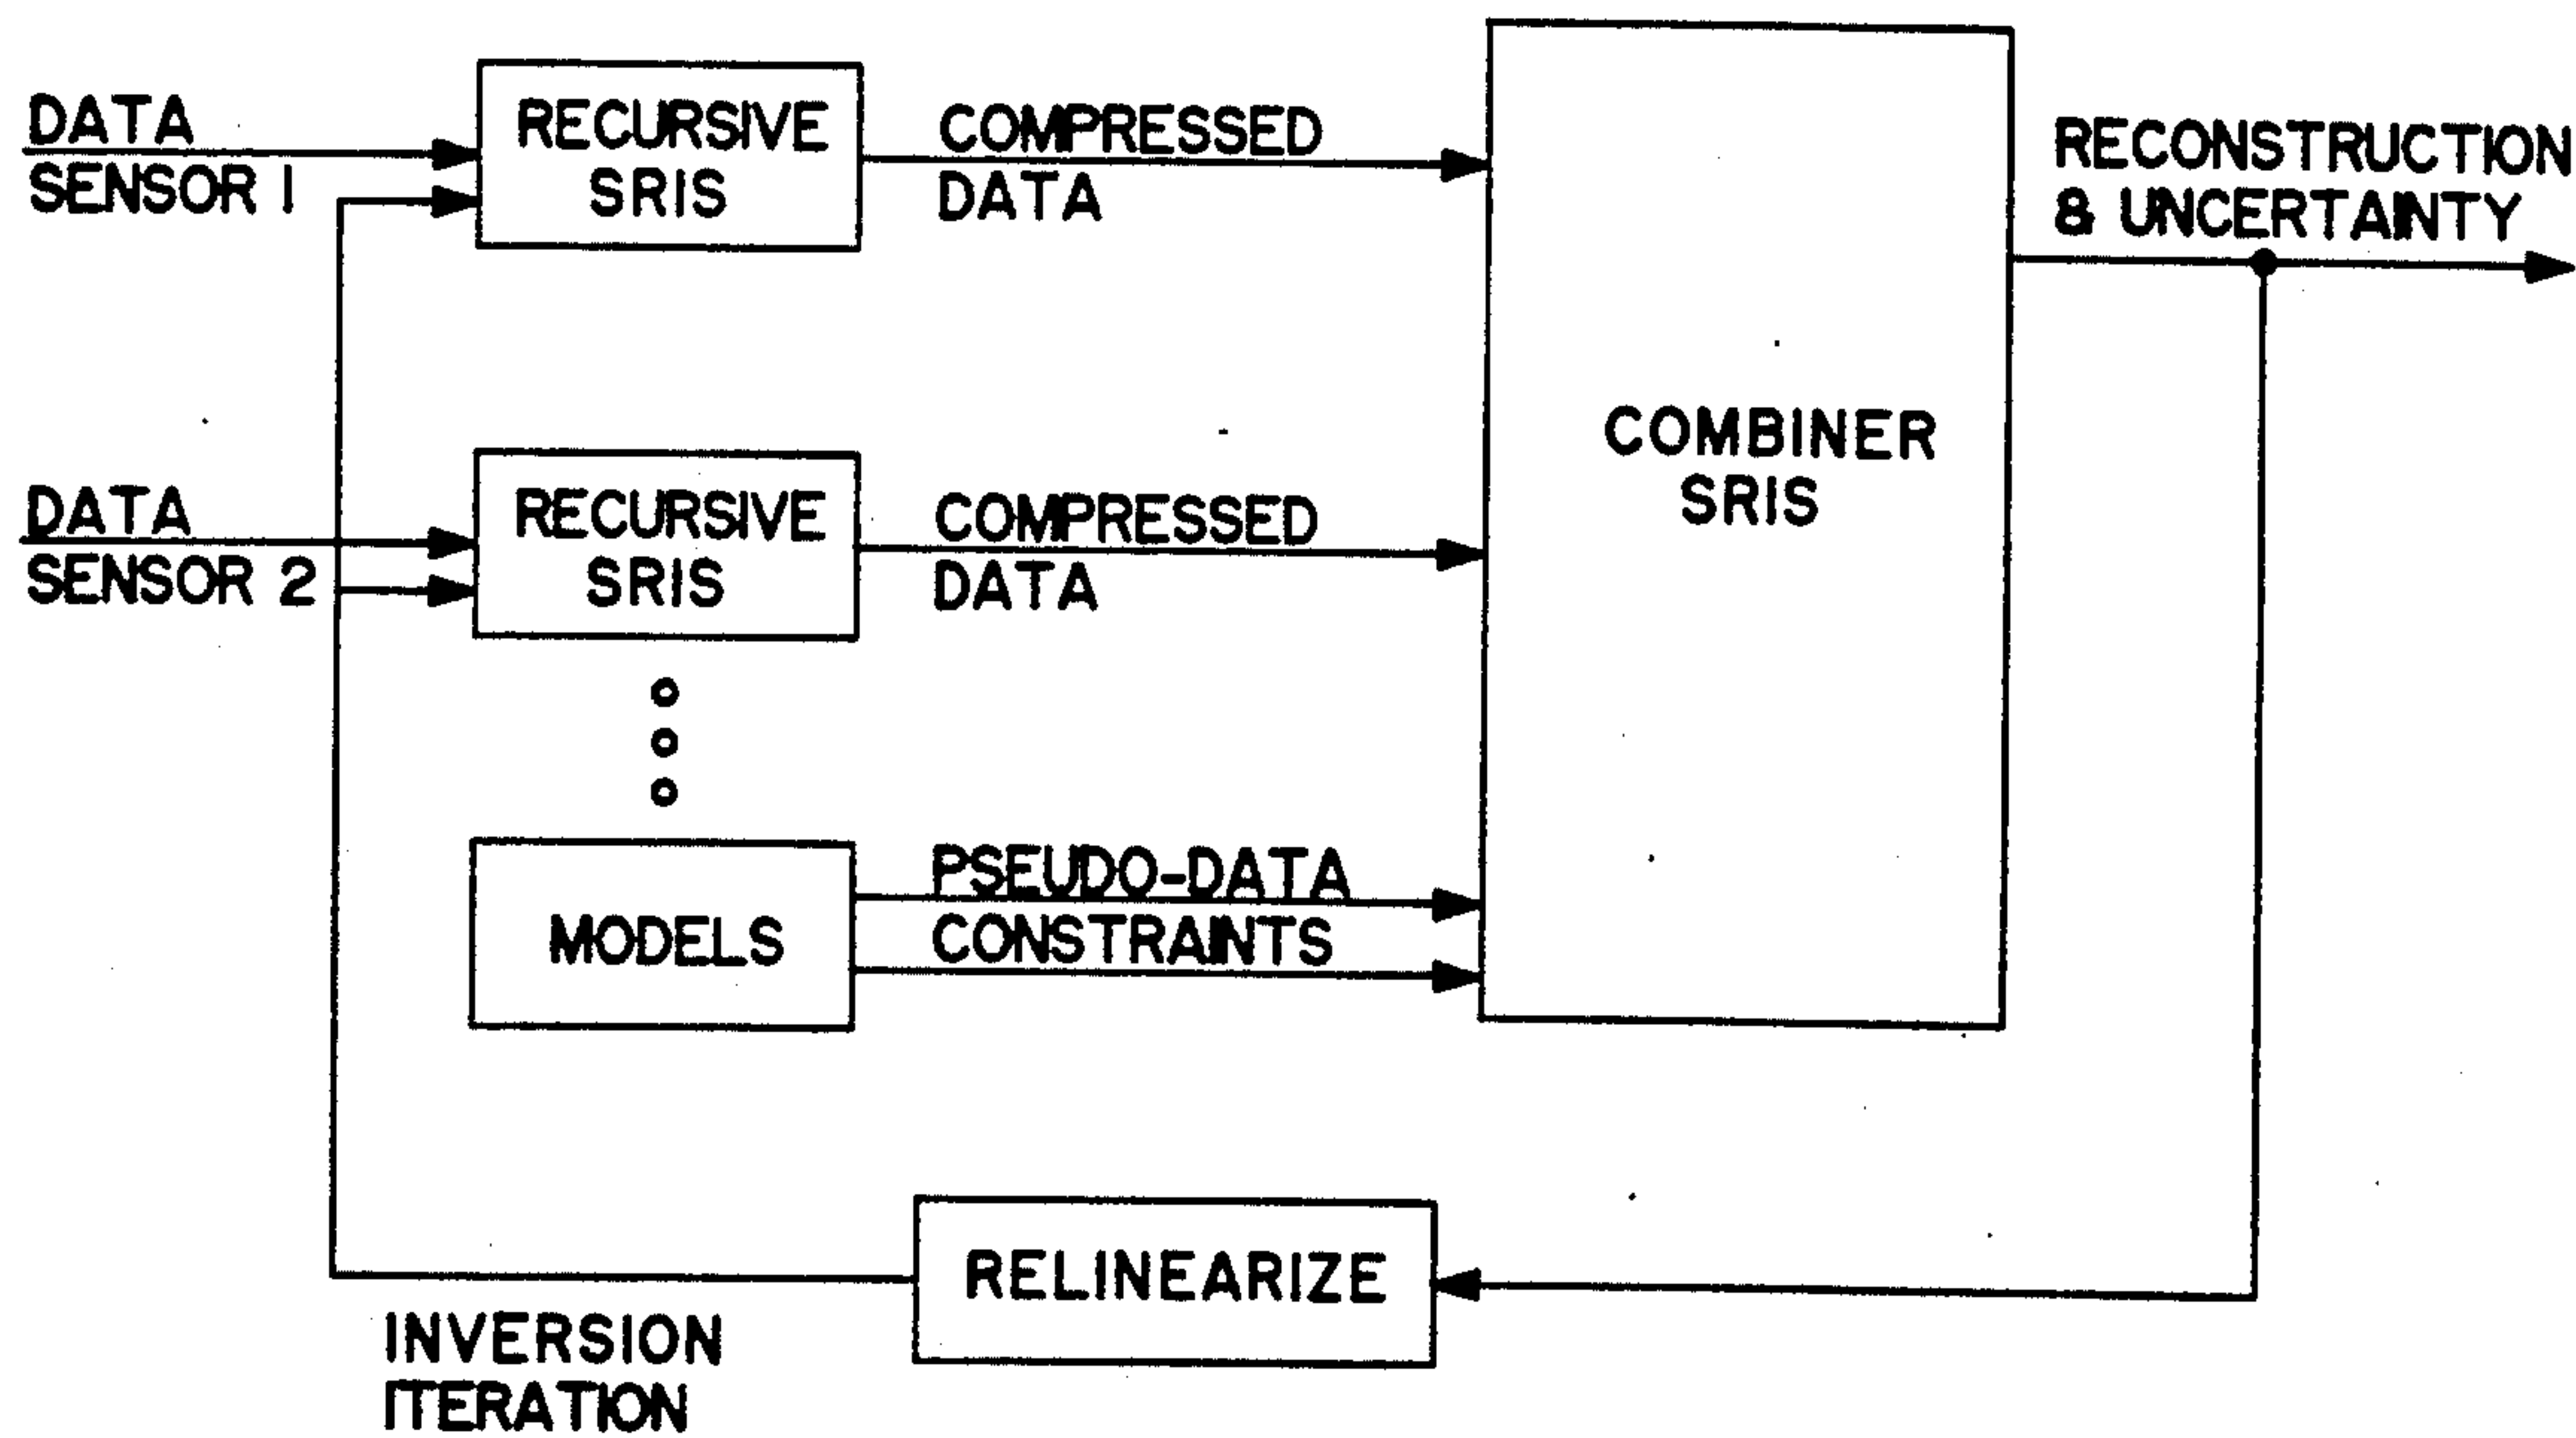 DATA
SENSOR 1
RECURSIVE
SRIS
COMPRESSED
DATA
RECONSTRUCTION
& UNCERTAINTY
DATA
SENSOR 2
RECURSIVE
SRIS
COMPRESSED
DATA
COMBINER
SRIS
MODELS
PSEUDO-DATA
CONSTRAINTS
RELINEARIZE
INVERSION
ITERATION